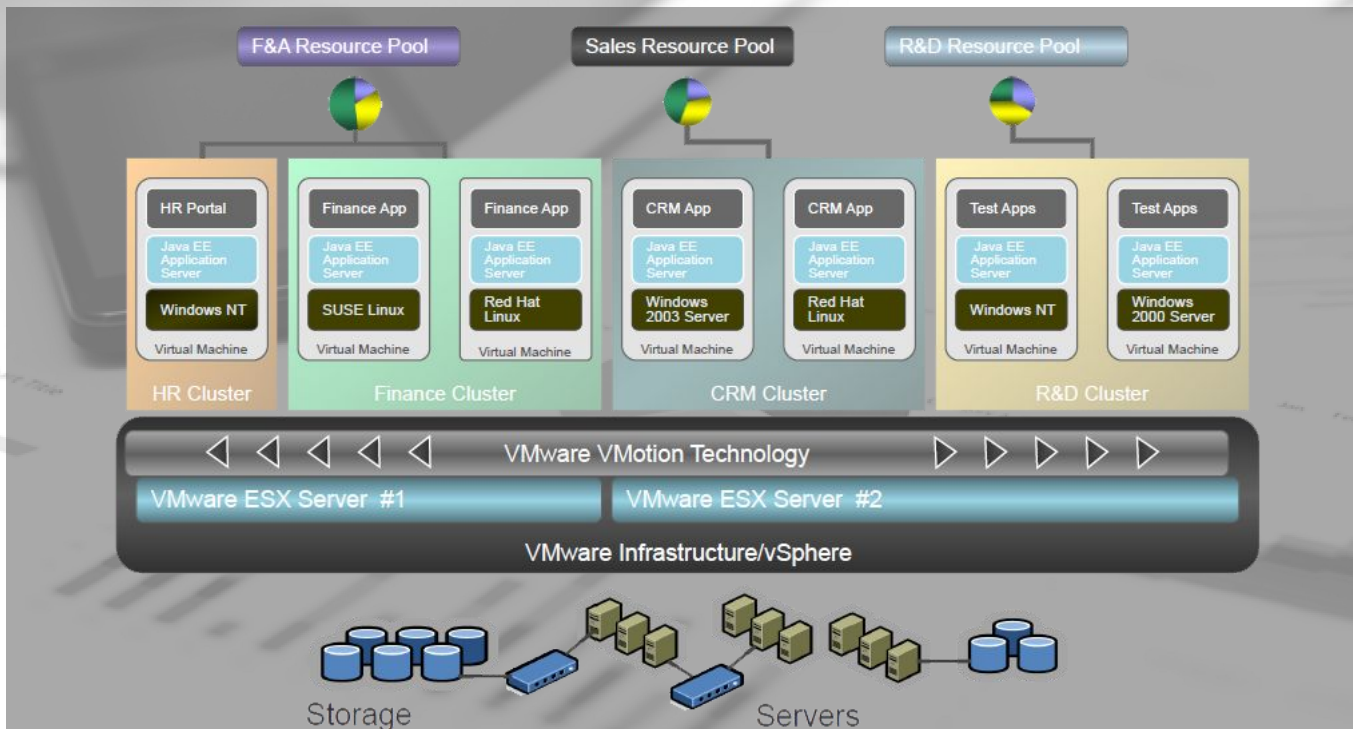 F&A Resource Pool
Sales Resource Pool
R&D Resource Pool
HR Portal
Java EE
Application
Server
Windows NT
Virtual Machine
HR Cluster
Finance App
Java EE
Application
Server
SUSE Linux
Virtual Machine
Finance App
Java EE
Application
Server
Red Hat
Linux
Virtual Machine
Finance Cluster
CRM App
Java EE
Application
Server
Windows
2003 Server
Virtual Machine
CRM App
Java EE
Application
Server
Red Hat
Linux
Virtual Machine
CRM Cluster
Test Apps
Java EE
Application
Server
Windows NT
Virtual Machine
Test Apps
Java EE
Application
Server
Windows
2000 Server
Virtual Machine
R&D Cluster
VMware VMotion Technology
VMware ESX Server #1
VMware ESX Server #2
VMware Infrastructure/vSphere
Storage
Servers